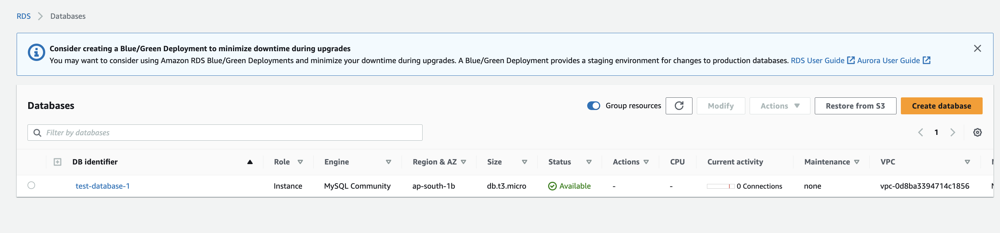 RDS > Databases
Consider creating a Blue/Green Deployment to minimize downtime during upgrades
You may want to consider using Amazon RDS Blue/Green Deployments and minimize your downtime during upgrades. A Blue/Green Deployment provides a staging environment for changes to production databases. RDS User Guide Aurora User Guide
Databases Group resources Modify Actions Restore from S3 Create database
Filter by databases 1
DB identifier Role Engine Region & AZ Size Status Actions CPU Current activity Maintenance VPC
test-database-1 Instance MySQL Community ap-south-1b db.t3.micro Available - - 0 Connections none vpc-0d8ba3394714c1856